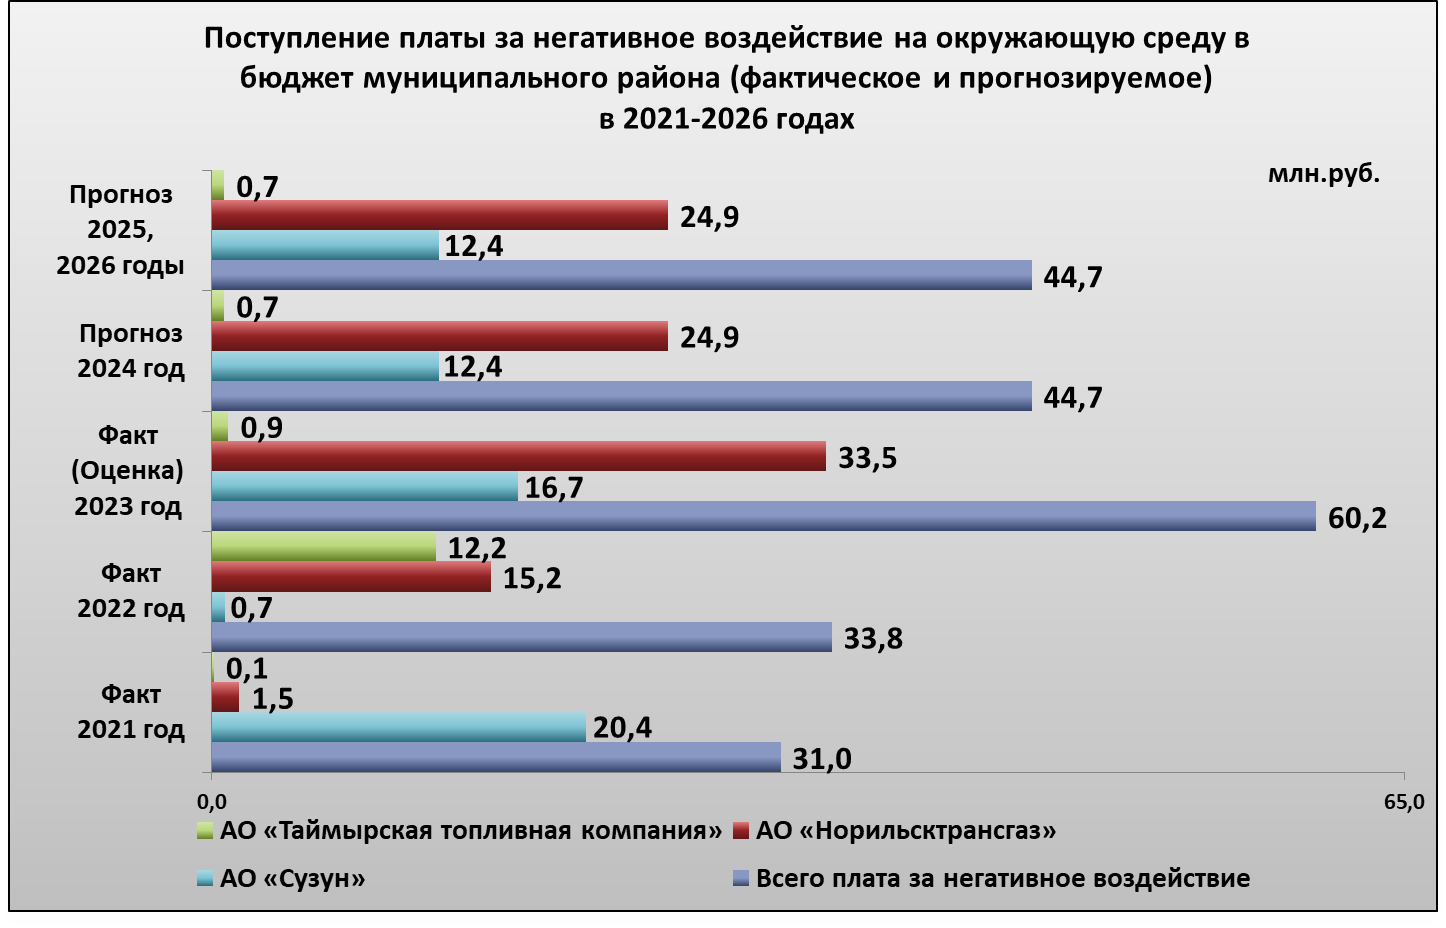 Поступление платы за негативное воздействие на окружающую среду в
бюджет муниципального района (фактическое и прогнозируемое)
в 2021-2026 годах
млн.руб.
Прогноз
2025,
2026 годы
0,7
24,9
12,4
44,7
Прогноз
2024 год
0,7
24,9
12,4
44,7
Факт
(Оценка)
2023 год
0,9
33,5
16,7
60,2
Факт
2022 год
12,2
15,2
0,7
33,8
Факт
2021 год
0,1
1,5
20,4
31,0
0,0
65,0
АО «Таймырская топливная компания»
АО «Норильсктрансгаз»
АО «Сузун»
Всего плата за негативное воздействие